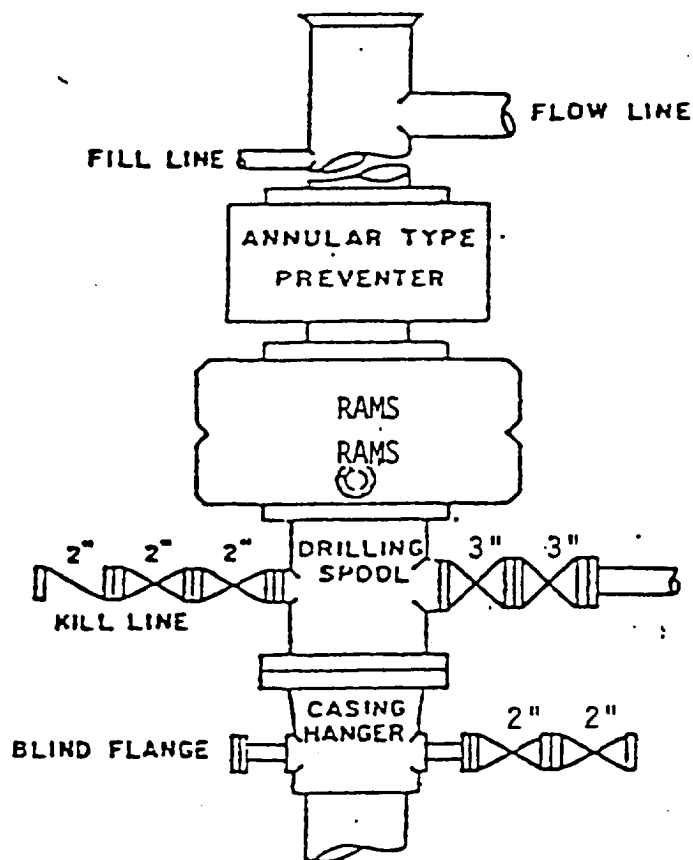 FLOW LINE
FILL LINE
ANNULAR TYPE
PREVENTER
RAMS
RAMS
2" 2" 2"
DRILLING
SPOOL
3" 3"
KILL LINE
CASING
HANGER
2" 2"
BLIND FLANGE